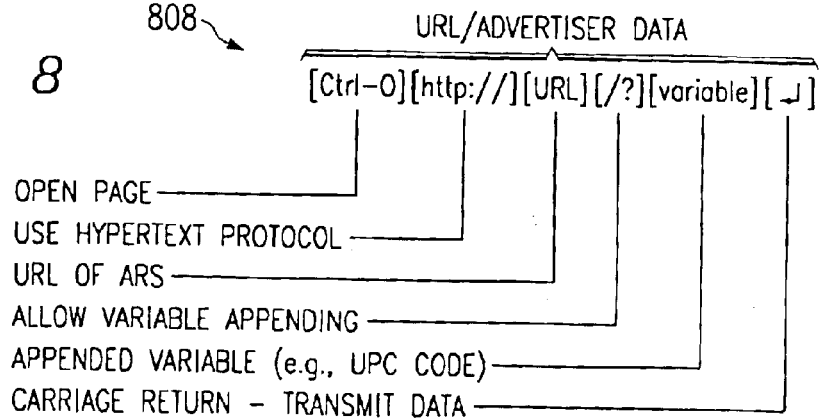 808
URL/ADVERTISER DATA
8
[Ctrl-O][http://][URL][/?][variable][↵]
OPEN PAGE
USE HYPERTEXT PROTOCOL
URL OF ARS
ALLOW VARIABLE APPENDING
APPENDED VARIABLE (e.g., UPC CODE)
CARRIAGE RETURN - TRANSMIT DATA